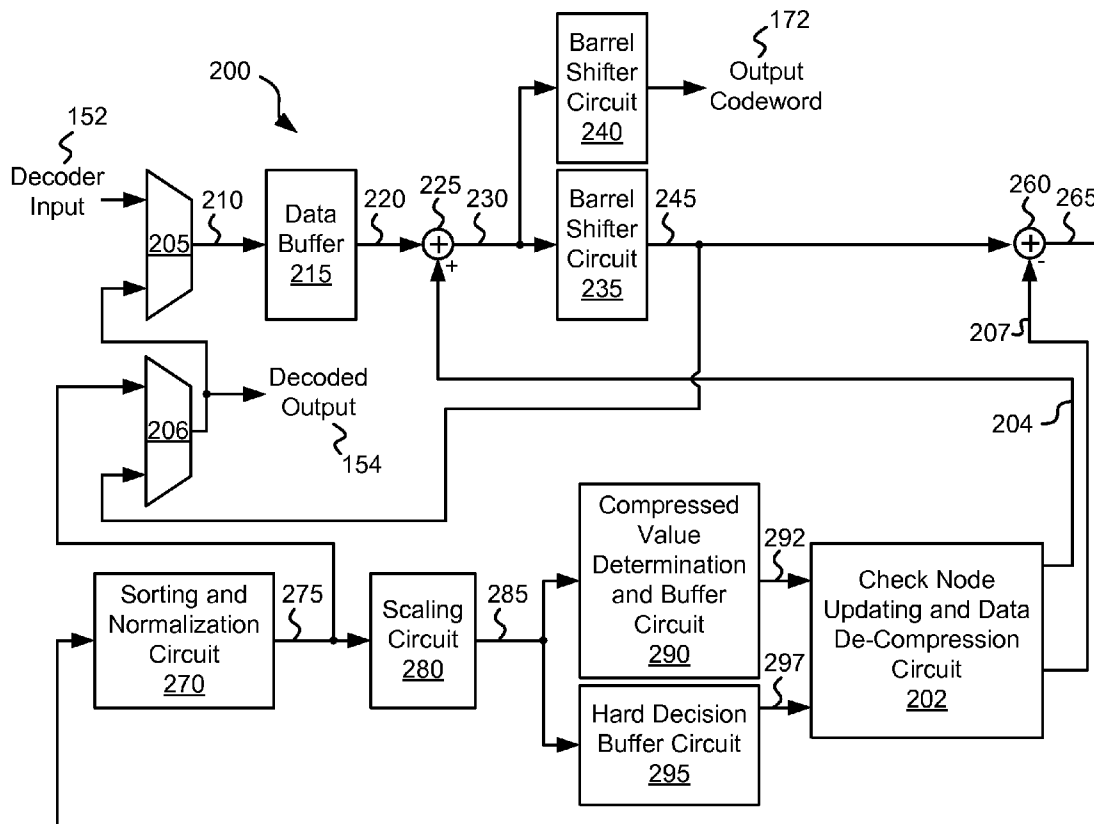 200
152
Decoder
Input
205
210
Data
Buffer
215
220
225
+
+
230
Barrel
Shifter
Circuit
240
172
Output
Codeword
Barrel
Shifter
Circuit
235
245
260
+
-
265
207
204
206
Decoded
Output
154
Sorting and
Normalization
Circuit
270
275
Scaling
Circuit
280
285
Compressed
Value
Determination
and Buffer
Circuit
290
292
Hard Decision
Buffer Circuit
295
297
Check Node
Updating and Data
De-Compression
Circuit
202